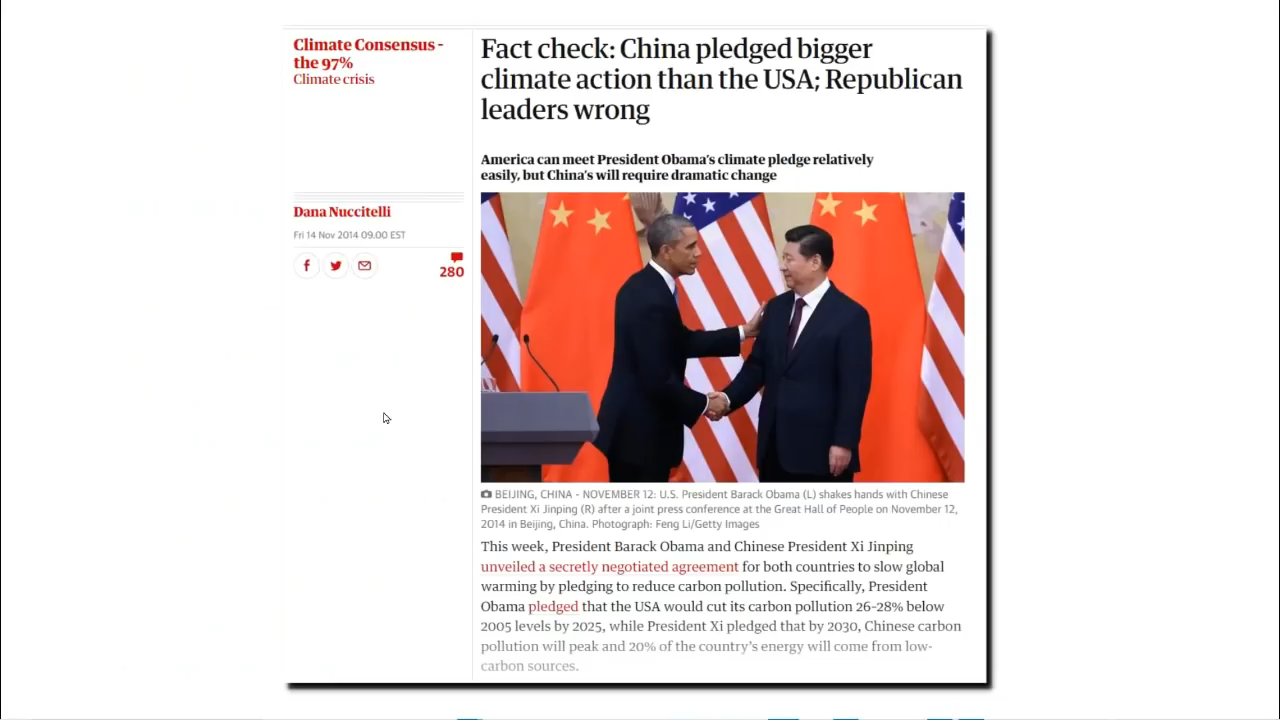 Climate Consensus -
the 97%
Climate crisis
Fact check: China pledged bigger
climate action than the USA; Republican
leaders wrong
America can meet President Obama's climate pledge relatively
easily, but China's will require dramatic change
Dana Nuccitelli
Fri 14 Nov 2014 09.00 EST
280
BEIJING, CHINA - NOVEMBER 12: U.S. President Barack Obama (L) shakes hands with Chinese
President Xi Jinping (R) after a joint press conference at the Great Hall of People on November 12,
2014 in Beijing, China. Photograph: Feng Li/Getty Images
This week, President Barack Obama and Chinese President Xi Jinping
unveiled a secretly negotiated agreement for both countries to slow global
warming by pledging to reduce carbon pollution. Specifically, President
Obama pledged that the USA would cut its carbon pollution 26–28% below
2005 levels by 2025, while President Xi pledged that by 2030, Chinese carbon
pollution will peak and 20% of the country's energy will come from low-
carbon sources.